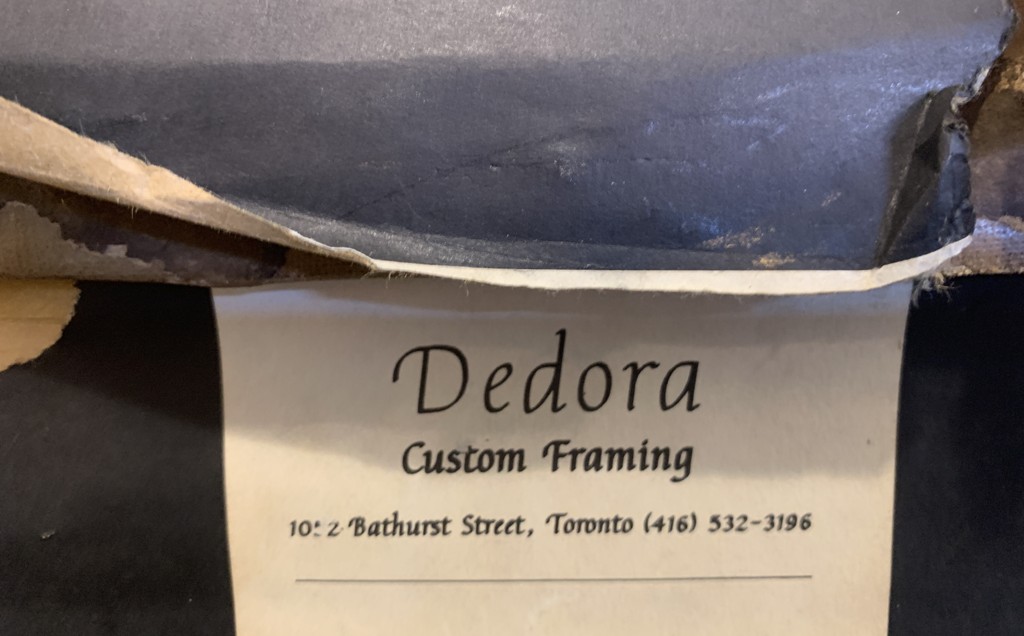 Dedora
Custom Framing
Bathurst Street, Toronto (416) 532-3196